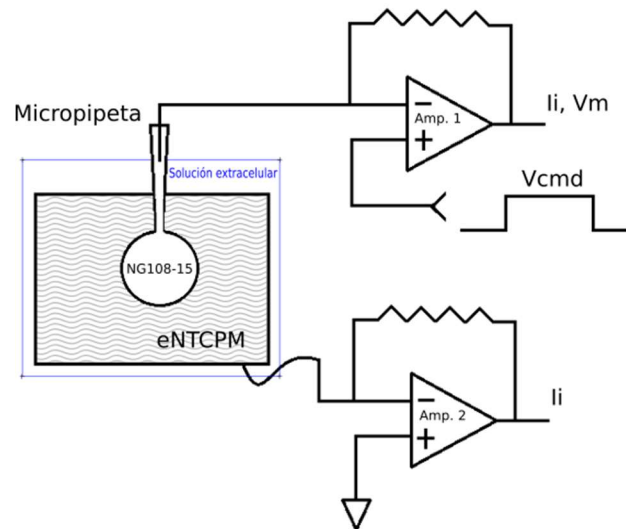 Ii, Vm
Amp. 1
−
+
Micropipeta
Solución extracelular
Vcmd
NG108-15
eNTCPM
Amp. 2
−
+
Ii